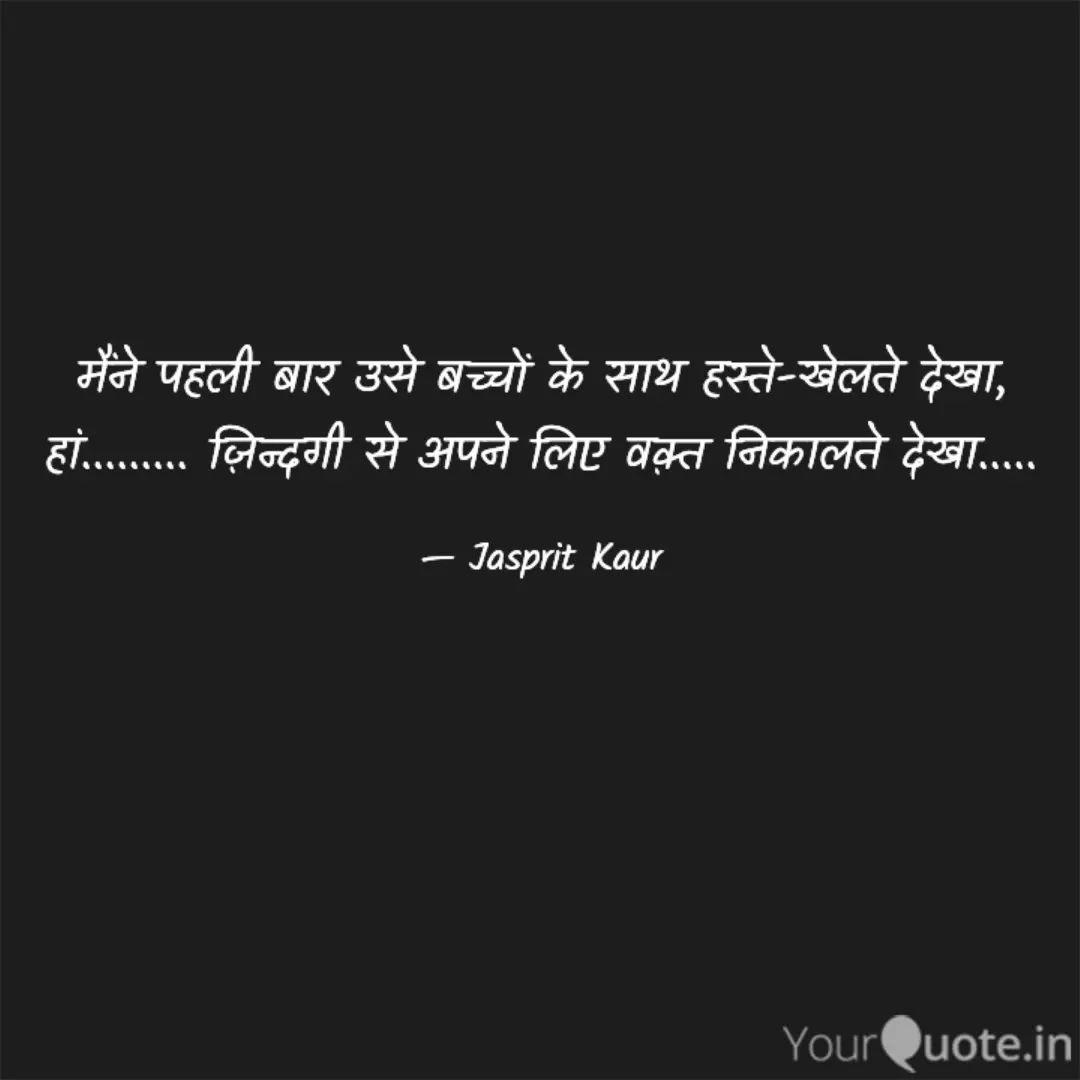 मैंने पहली बार उसे बच्चों के साथ हस्ते-खेलते देखा,
हां......... ज़िन्दगी से अपने लिए वक़्त निकालते देखा.....
— Jasprit Kaur
YourQuote.in